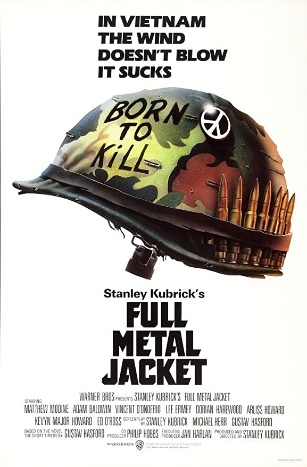 IN VIETNAM
THE WIND
DOESN'T BLOW
IT SUCKS
BORN
TO
KiLL
Stanley Kubrick's
FULL
METAL
JACKET
WARNER BROS PRESENTS STANLEY KUBRICK'S FULL METAL JACKET
STARRING MATTHEW MODINE ADAM BALDWIN VINCENT D'ONOFRIO LEE ERMEY DORIAN HAREWOOD ARLISS HOWARD
KEVYN MAJOR HOWARD ED O'ROSS SCREENPLAY BY STANLEY KUBRICK MICHAEL HERR GUSTAV HASFORD
BASED ON THE NOVEL BY GUSTAV HASFORD CO PRODUCER PHILIP HOBBS EXECUTIVE PRODUCER JAN HARLAN PRODUCED AND DIRECTED BY STANLEY KUBRICK